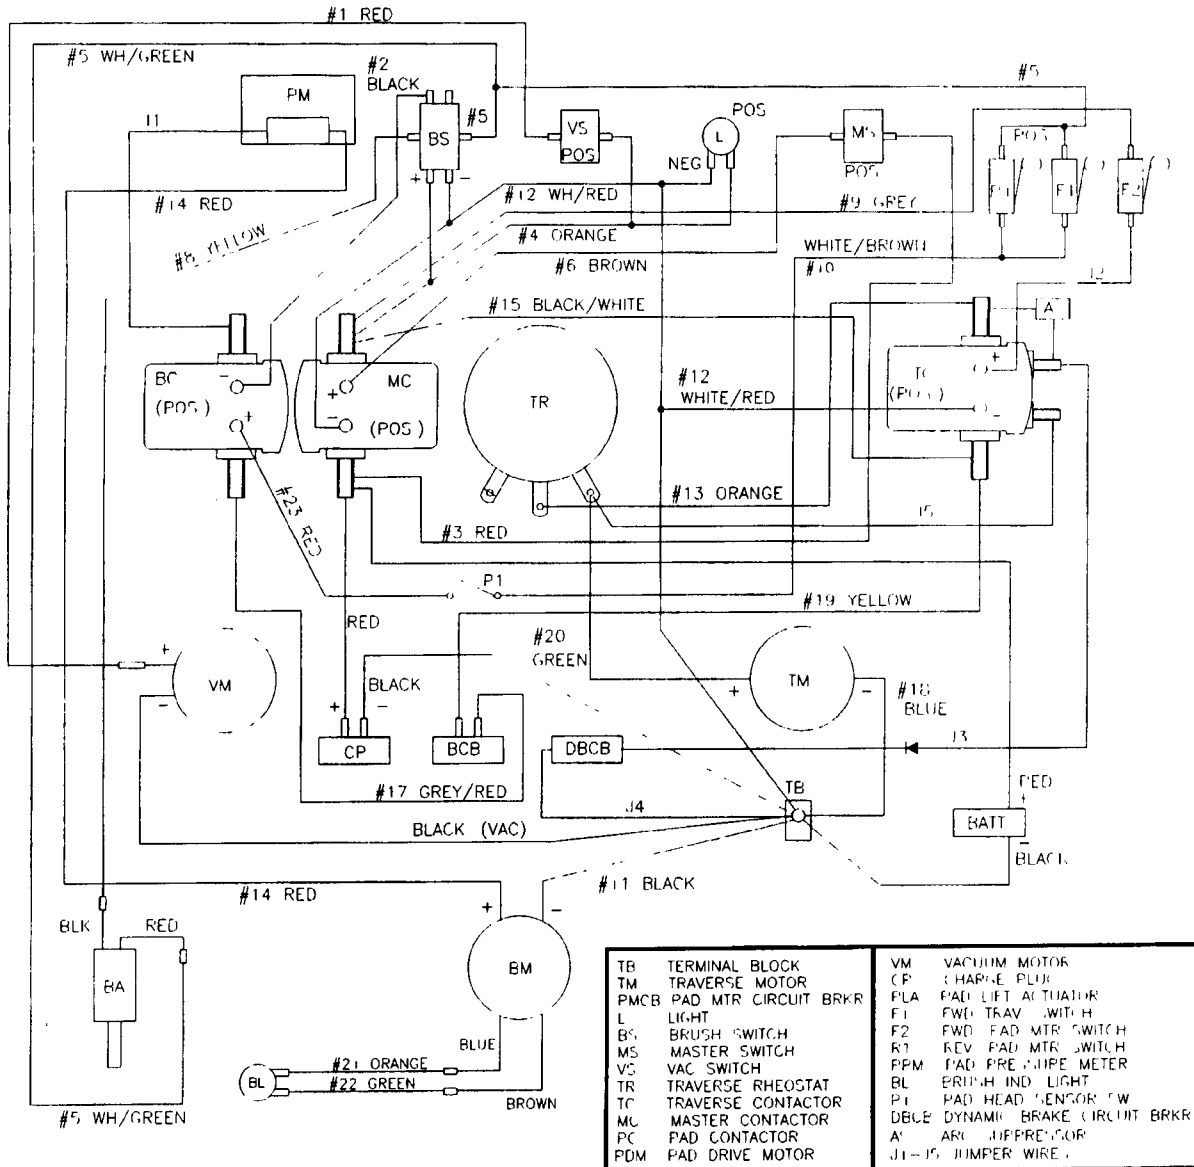 #1 RED
#5 WH/GREEN
#2
BLACK
#5
PM
J1
BS
#5
VS
POS
L
POS
NEG
MS
POS
POS
F1
F2
+ −
#12 WH/RED
#14 RED
#9 GREY
#8 YELLOW
#4 ORANGE
WHITE/BROWN
#6 BROWN
#10
J2
#15 BLACK/WHITE
A
BC
(POS)
−
+
MC
(POS)
+
−
TR
#12
WHITE/RED
TC
+
−
#13 ORANGE
J5
#23 RED
#3 RED
P1
#19 YELLOW
RED
#20
GREEN
+
VM
−
BLACK
+ −
CP
BCB
+
TM
−
#18
BLUE
DBCB
J3
TB
#17 GREY/RED
J4
RED
+
BATT
−
BLACK
BLACK (VAC)
#14 RED
#11 BLACK
+ −
BLK
RED
BA
BM
BLUE
#21 ORANGE
BL
#22 GREEN
BROWN
#5 WH/GREEN
TB TERMINAL BLOCK
TM TRAVERSE MOTOR
PMCB PAD MTR CIRCUIT BRKR
L LIGHT
BS BRUSH SWITCH
MS MASTER SWITCH
VS VAC SWITCH
TR TRAVERSE RHEOSTAT
TC TRAVERSE CONTACTOR
MC MASTER CONTACTOR
PC PAD CONTACTOR
PDM PAD DRIVE MOTOR
VM VACUUM MOTOR
CP CHARGE PLUG
PLA PAD LIFT ACTUATOR
F1 FWD TRAV SWITCH
F2 FWD PAD MTR SWITCH
R1 REV PAD MTR SWITCH
PPM PAD PRESSURE METER
BL BRUSH IND LIGHT
P1 PAD HEAD SENSOR SW
DBCB DYNAMIC BRAKE CIRCUIT BRKR
ARC SUPPRESSOR
J1-J5 JUMPER WIRES